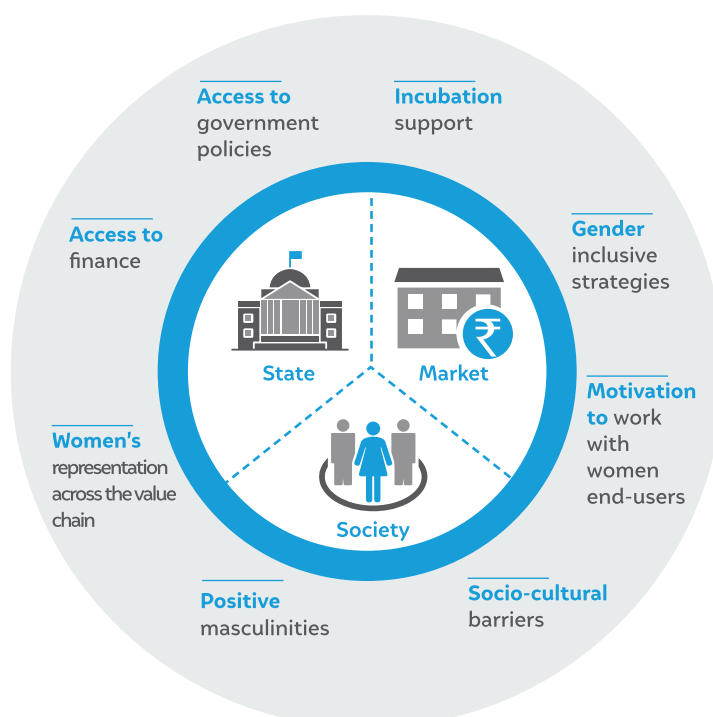 Access to
government
policies
Incubation
support
Access to
finance
Gender
inclusive
strategies
₹
State
Market
Motivation
to work
with
women
end-users
Women's
representation
across the value
chain
Society
Positive
masculinities
Socio-cultural
barriers